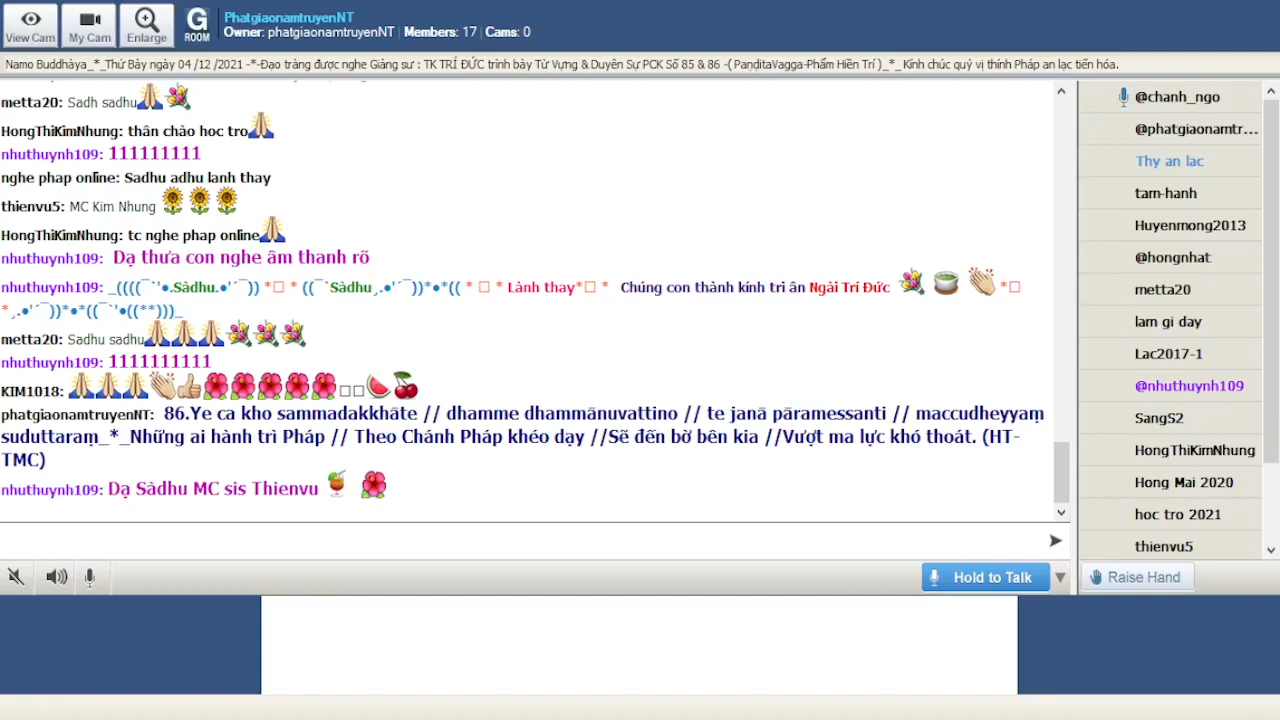 View Cam
My Cam
Enlarge
G ROOM
PhatgiaonamtruyenNT
Owner: phatgiaonamtruyenNT | Members: 17 | Cams: 0
Namo Buddhàya_*_Thứ Bảy ngày 04 /12 /2021 -*-Đạo tràng được nghe Giảng sư : TK TRÍ ĐỨC trình bày Từ Vựng & Duyên Sự PCK Số 85 & 86 -( PaṇḍitaVagga-Phẩm Hiền Trí )_*_ Kính chúc quý vị thính Pháp an lạc tiến hóa.
metta20: Sadh sadhu
HongThiKimNhung: thân chào hoc tro
nhuthuynh109: 111111111
nghe phap online: Sadhu adhu lanh thay
thienvu5: MC Kim Nhung
HongThiKimNhung: tc nghe phap online
nhuthuynh109: Dạ thưa con nghe âm thanh rõ
nhuthuynh109: _((((¯`'•.Sàdhu.•'´¯)) *□ * ((¯`Sàdhu¸.•'´¯))*•*(( * □ * Lành thay*□ * Chúng con thành kính tri ân Ngài Trí Đức *□
*¸.•'´¯))*•*((¯`'•((**)))_
metta20: Sadhu sadhu
nhuthuynh109: 1111111111
KIM1018:
phatgiaonamtruyenNT: 86.Ye ca kho sammadakkhāte // dhamme dhammānuvattino // te janā pāramessanti // maccudheyyaṃ
suduttaraṃ_*_Những ai hành trì Pháp // Theo Chánh Pháp khéo dạy //Sẽ đến bờ bên kia //Vượt ma lực khó thoát. (HT-
TMC)
nhuthuynh109: Dạ Sàdhu MC sis Thienvu
@chanh_ngo
@phatgiaonamtr...
Thy an lac
tam-hanh
Huyenmong2013
@hongnhat
metta20
lam gi day
Lac2017-1
@nhuthuynh109
SangS2
HongThiKimNhung
Hong Mai 2020
hoc tro 2021
thienvu5
Hold to Talk
Raise Hand